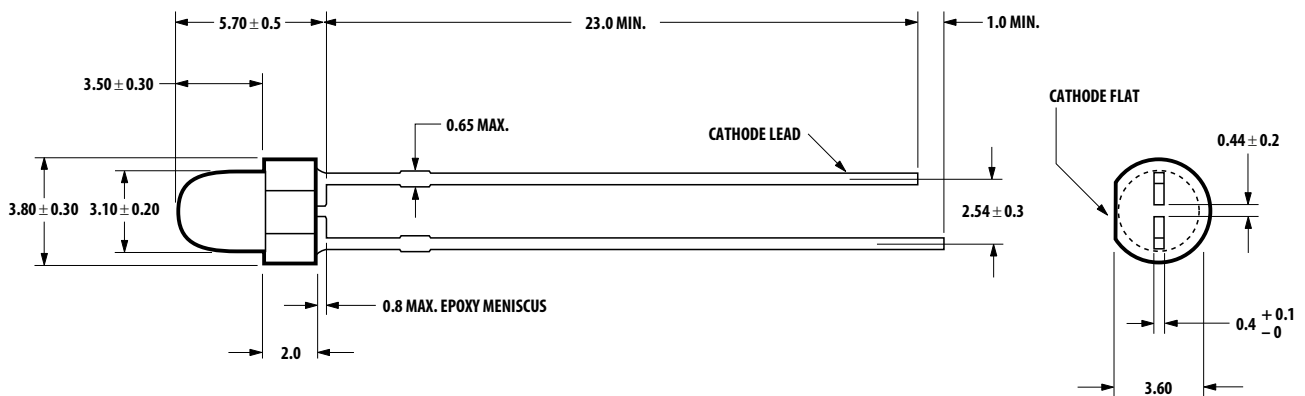 5.70 ± 0.5
23.0 MIN.
1.0 MIN.
3.50 ± 0.30
CATHODE FLAT
0.65 MAX.
CATHODE LEAD
0.44 ± 0.2
3.80 ± 0.30
3.10 ± 0.20
2.54 ± 0.3
0.8 MAX. EPOXY MENISCUS
0.4 + 0.1
– 0
2.0
3.60